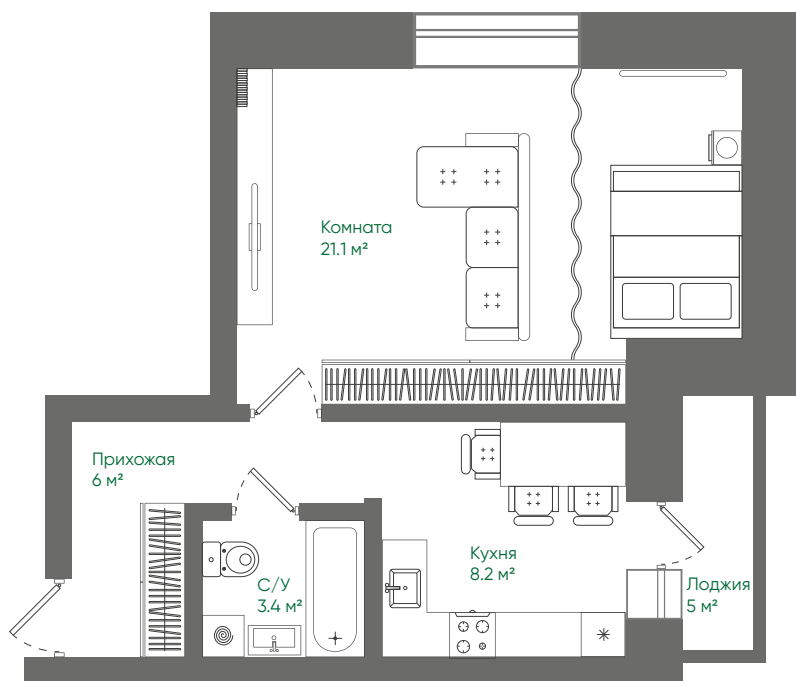 Комната
21.1 м²
Прихожая
6 м²
Кухня
8.2 м²
С/У
3.4 м²
Лоджия
5 м²